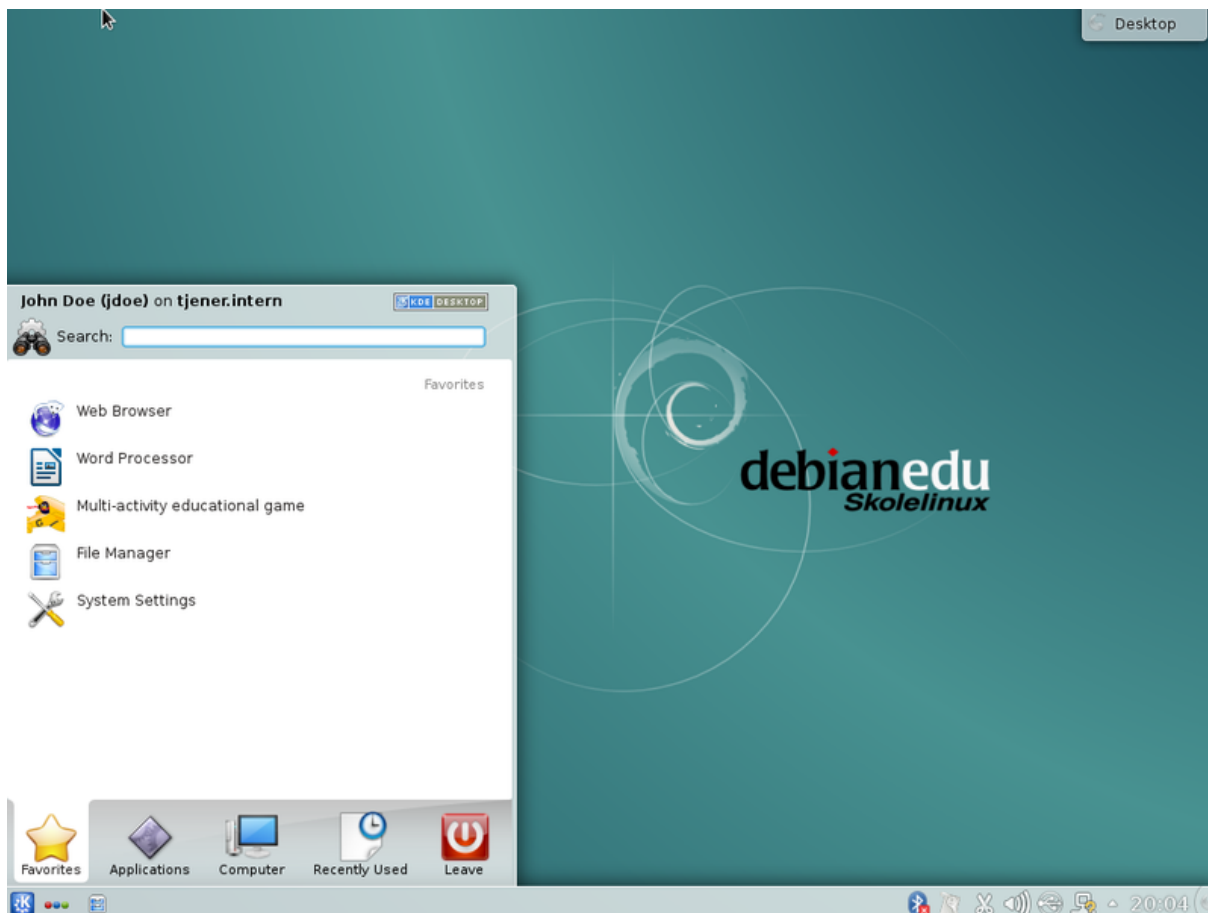 Desktop
John Doe (jdoe) on tjener.intern
KDE DESKTOP
Search:
Favorites
Web Browser
Word Processor
Multi-activity educational game
File Manager
System Settings
debianedu
Skolelinux
Favorites Applications Computer Recently Used Leave
20:04